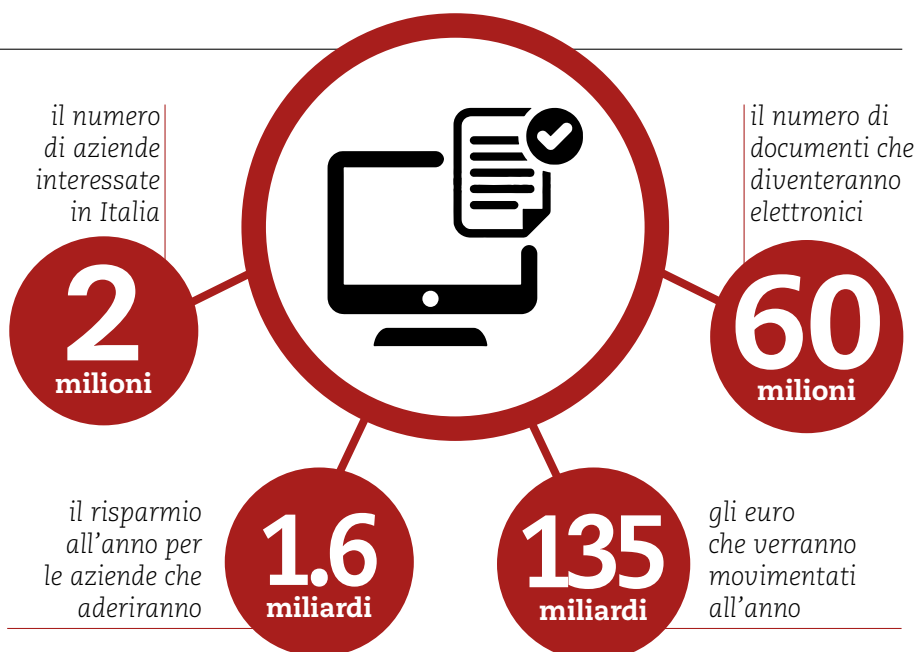 il numero
di aziende
interessate
in Italia
2
milioni
il numero di
documenti che
diventeranno
elettronici
60
milioni
il risparmio
all'anno per
le aziende che
aderiranno
1.6
miliardi
135
miliardi
gli euro
che verranno
movimentati
all'anno